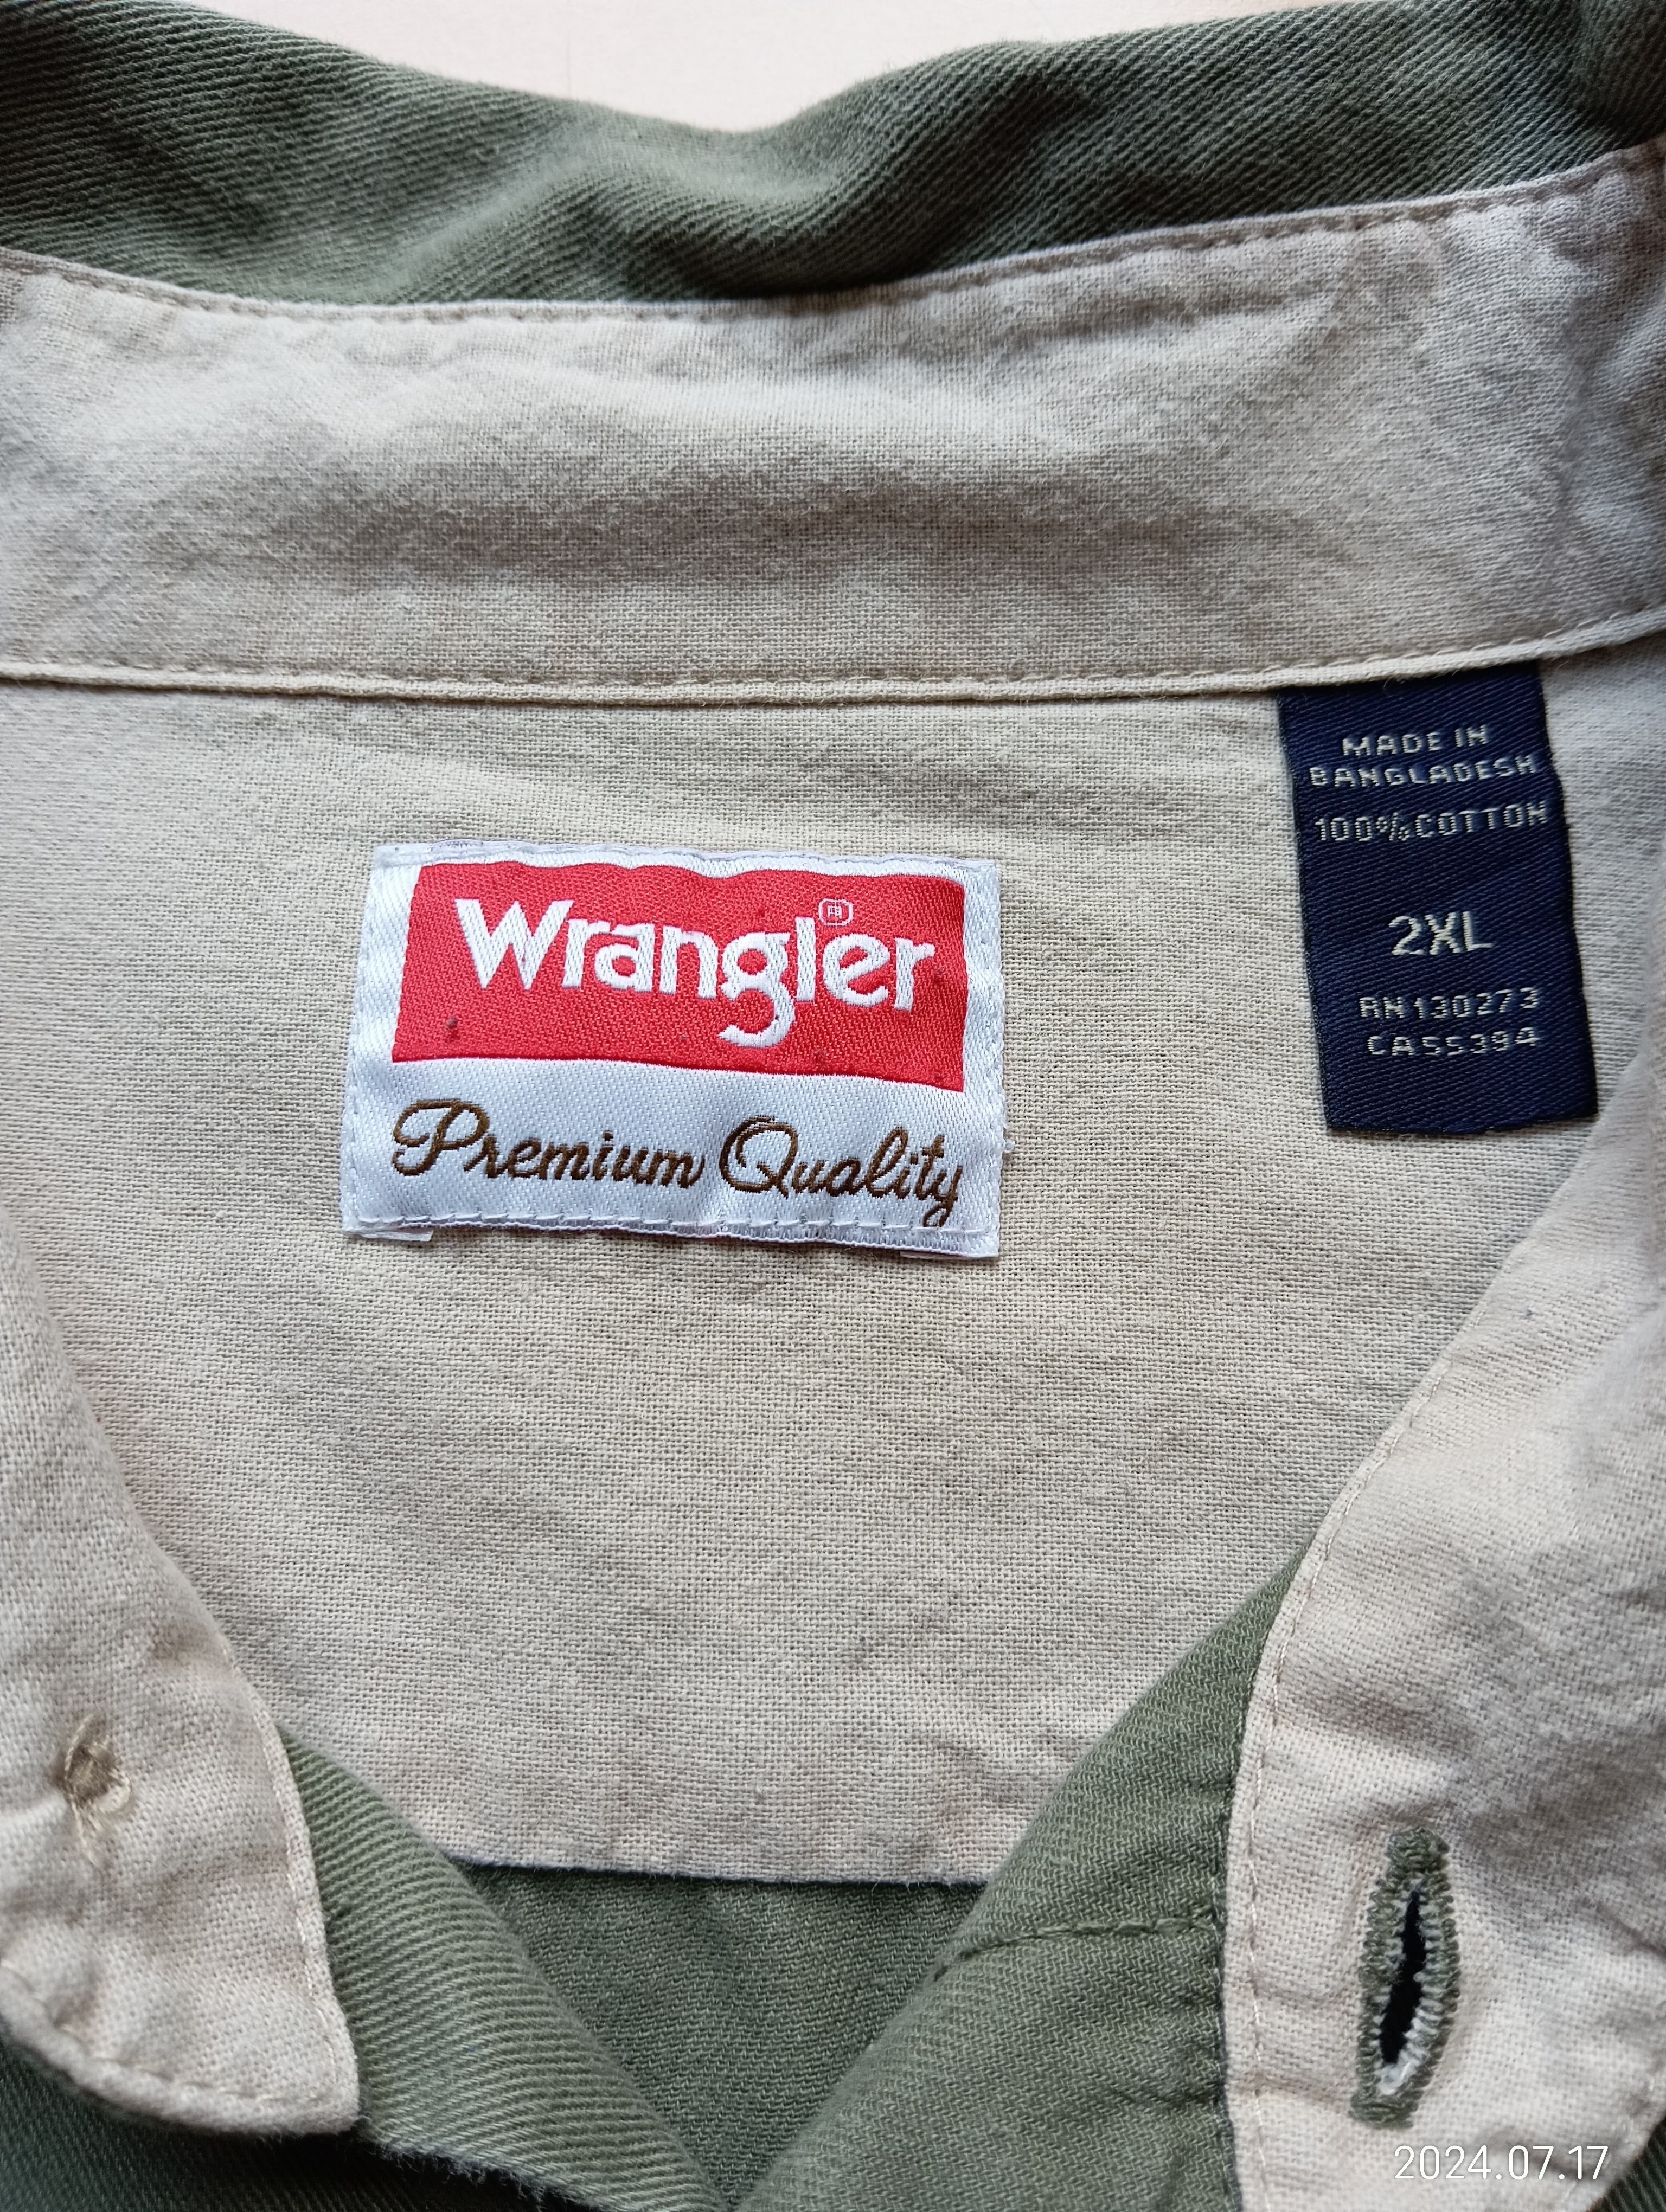 MADE IN
BANGLADESH
100% COTTON
2XL
RN130273
CA55394
Wrangler®
Premium Quality
2024.07.17